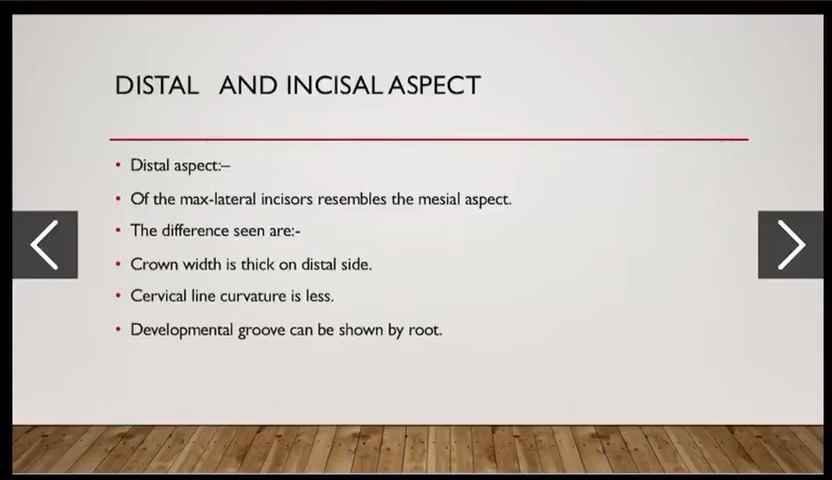 DISTAL AND INCISAL ASPECT
• Distal aspect:–
• Of the max-lateral incisors resembles the mesial aspect.
• The difference seen are:-
• Crown width is thick on distal side.
• Cervical line curvature is less.
• Developmental groove can be shown by root.